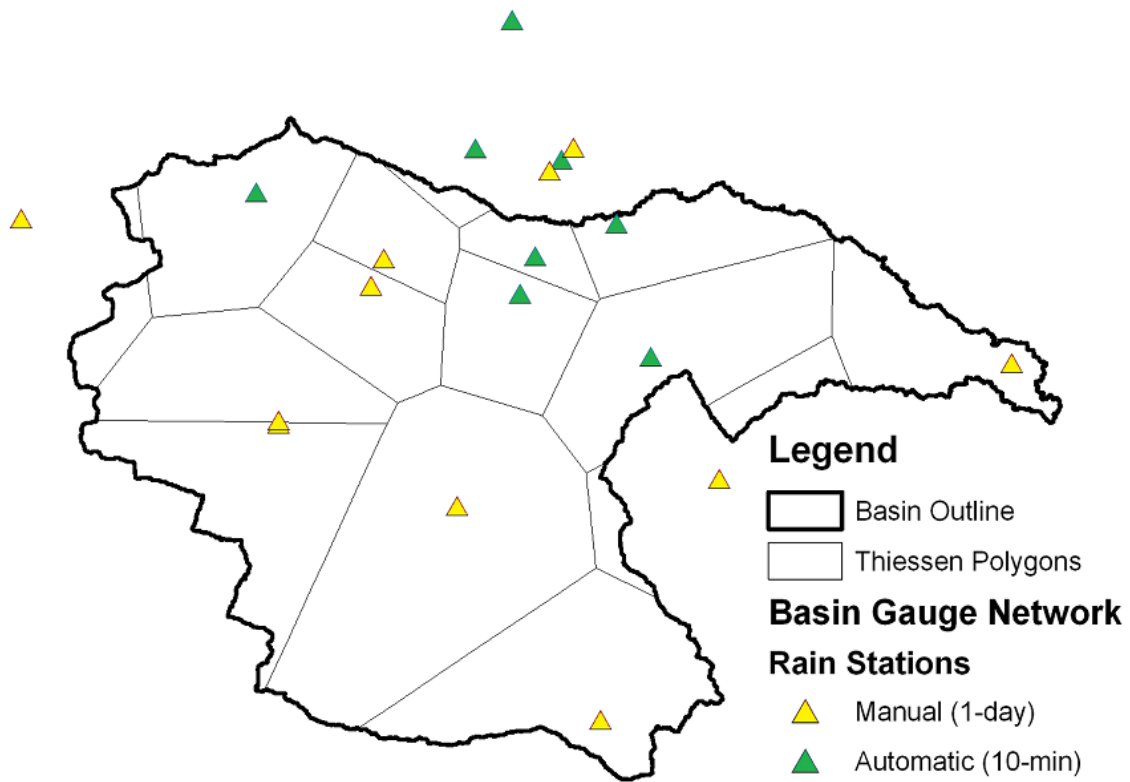 Legend
Basin Outline
Thiessen Polygons
Basin Gauge Network
Rain Stations
Manual (1-day)
Automatic (10-min)